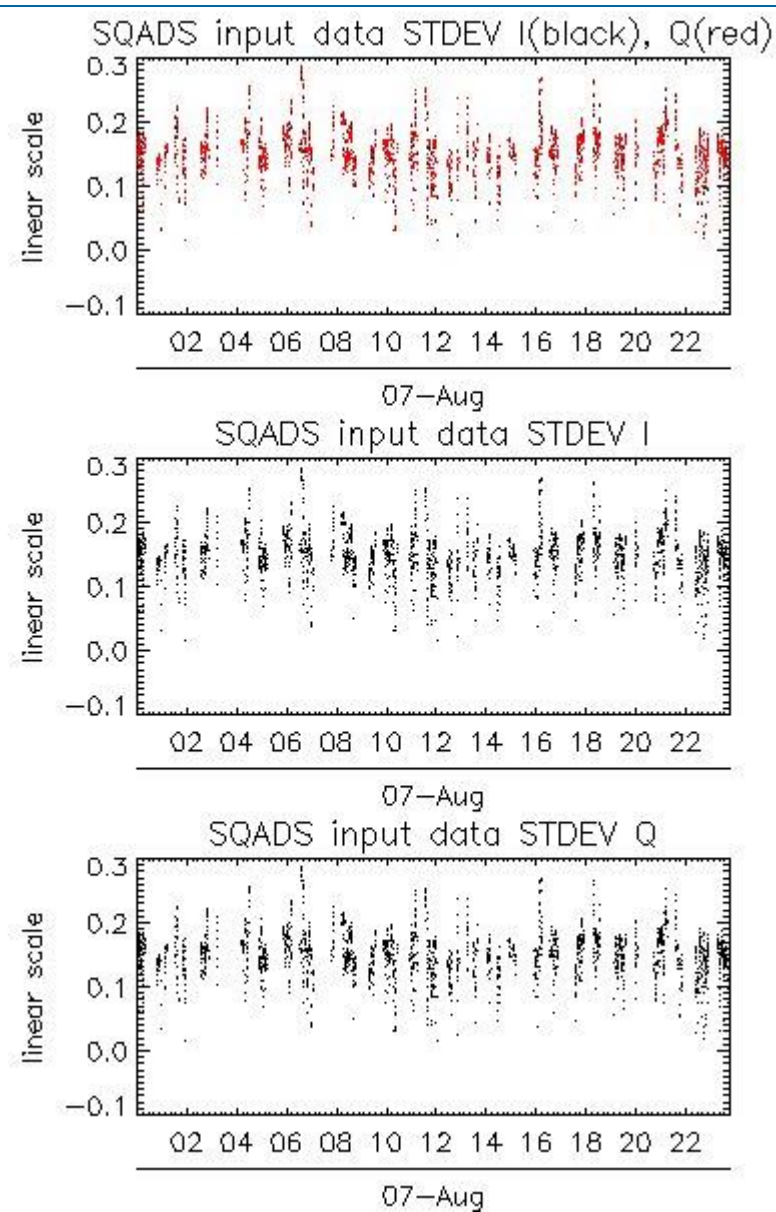 SQADS input data STDEV I(black), Q(red)
0.3
0.2
0.1
0.0
−0.1
linear scale
02 04 06 08 10 12 14 16 18 20 22
07−Aug
SQADS input data STDEV I
0.3
0.2
0.1
0.0
−0.1
linear scale
02 04 06 08 10 12 14 16 18 20 22
07−Aug
SQADS input data STDEV Q
0.3
0.2
0.1
0.0
−0.1
linear scale
02 04 06 08 10 12 14 16 18 20 22
07−Aug